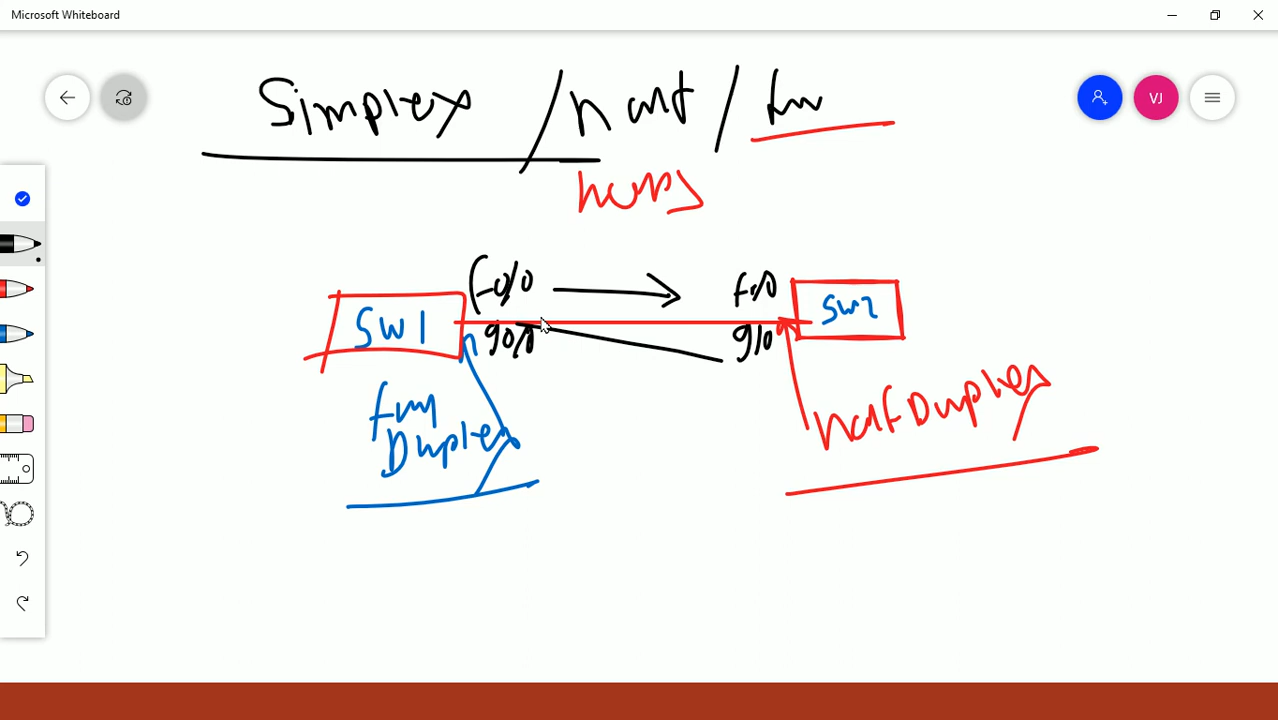 Microsoft Whiteboard
VJ
Simplex / half / full
hubs
f0/0
f0/0
SW1
SW2
g0/0
g0/0
full
Duplex
half Duplex